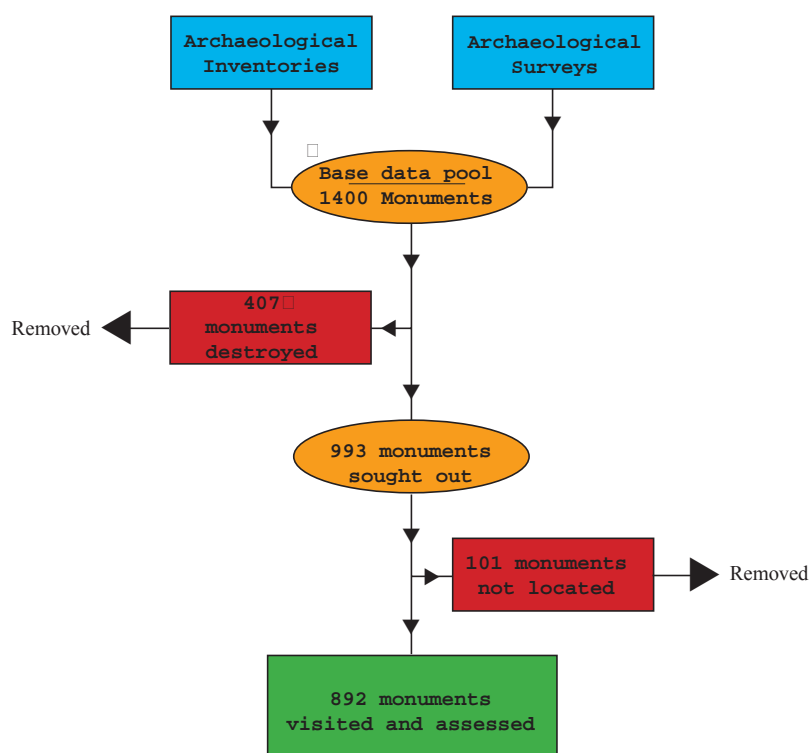 Archaeological
Inventories
Archaeological
Surveys
Base data pool
1400 Monuments
407
monuments
destroyed
Removed
993 monuments
sought out
101 monuments
not located
Removed
892 monuments
visited and assessed